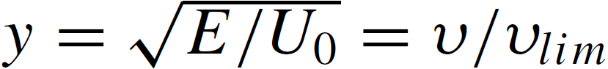 y = √E/U₀ = υ/υ_lim